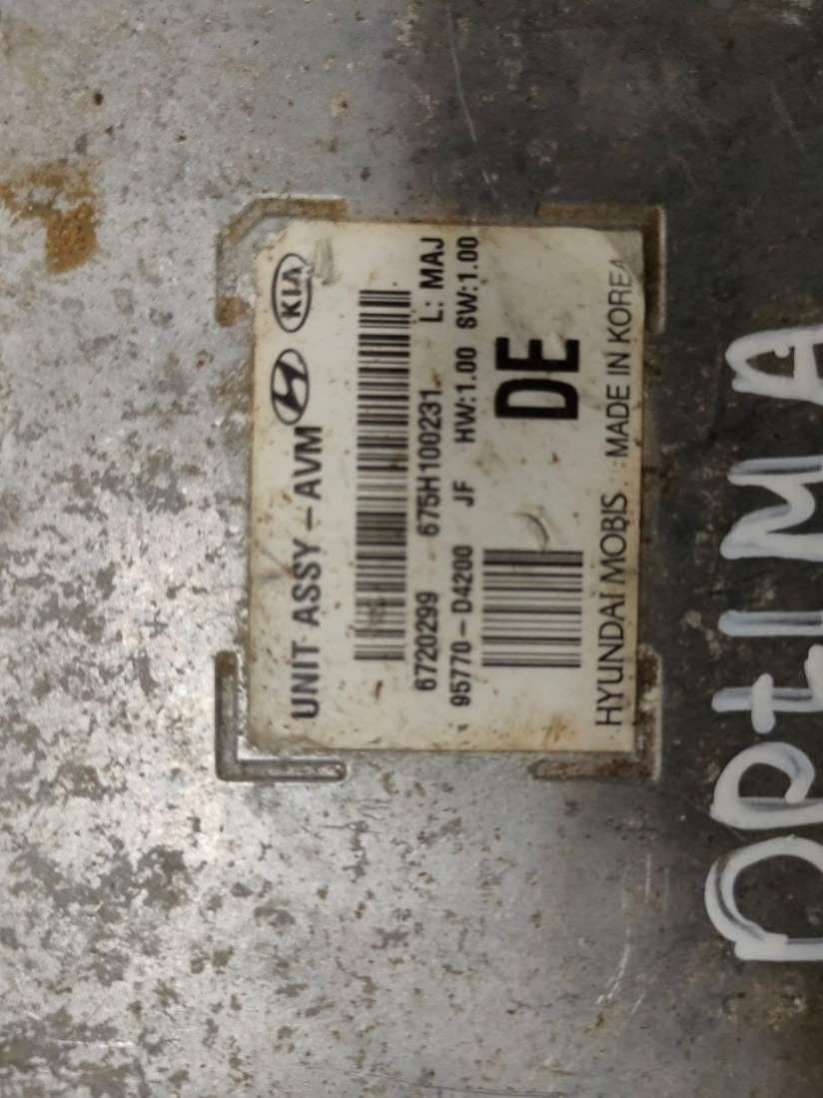 UNIT ASSY-AVM
KIA
6720299 675H100231 L: MAJ
95770-D4200 JF HW:1.00 SW:1.00
DE
HYUNDAI MOBIS :MADE IN KOREA
OPtIMA